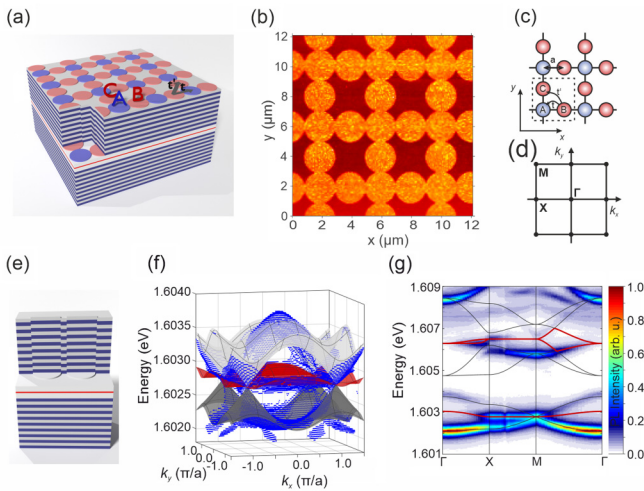 (a)
C A B t' t
(b)
12
10
8
6
4
2
0
y (μm)
0 2 4 6 8 10 12
x (μm)
(c)
a
y
C
t'
A t B
x
(d)
k_y
M
Γ
X
k_x
(e)
(f)
1.6040
1.6035
1.6030
1.6025
1.6020
Energy (eV)
1.0 0.0 -1.0
k_y (π/a)
-1.0 0.0 1.0
k_x (π/a)
(g)
1.609
1.607
1.605
1.603
1.601
Energy (eV)
Γ X M Γ
1.0
0.8
0.6
0.4
0.2
0.0
Intensity (arb. u.)